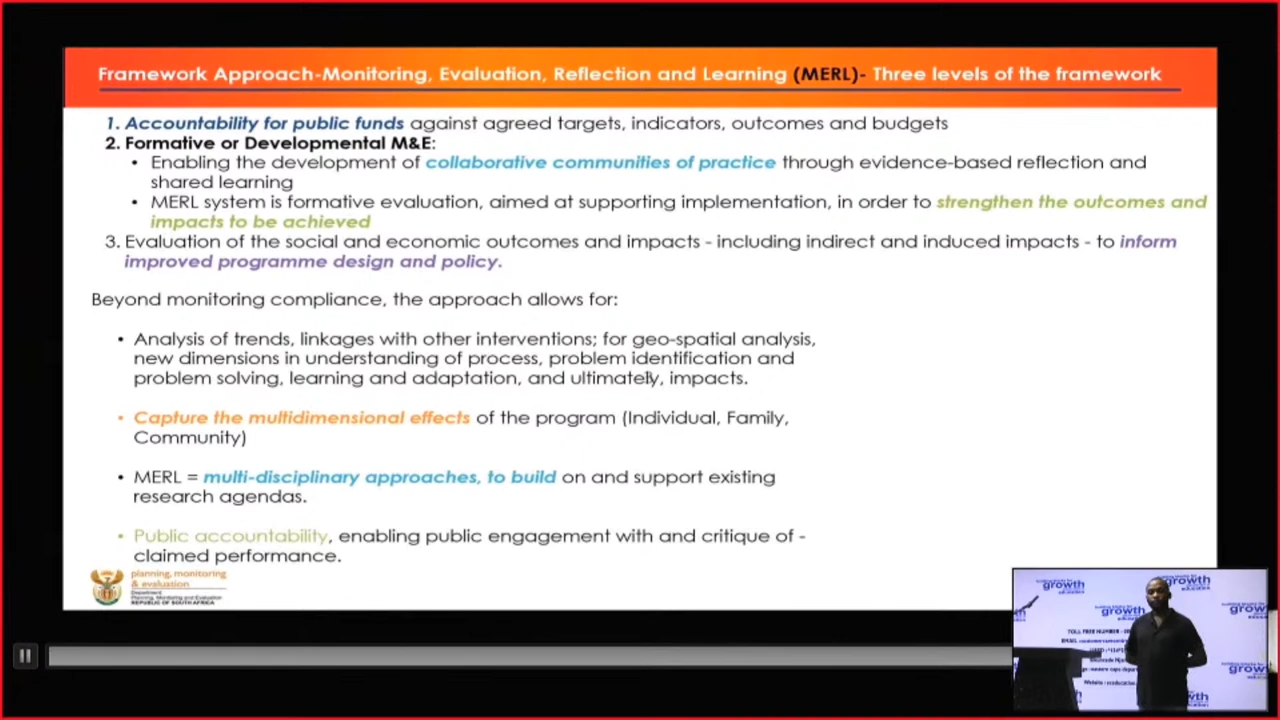 Framework Approach-Monitoring, Evaluation, Reflection and Learning (MERL)- Three levels of the framework
1. Accountability for public funds against agreed targets, indicators, outcomes and budgets
2. Formative or Developmental M&E:
• Enabling the development of collaborative communities of practice through evidence-based reflection and
shared learning
• MERL system is formative evaluation, aimed at supporting implementation, in order to strengthen the outcomes and
impacts to be achieved
3. Evaluation of the social and economic outcomes and impacts - including indirect and induced impacts - to inform
improved programme design and policy.
Beyond monitoring compliance, the approach allows for:
• Analysis of trends, linkages with other interventions; for geo-spatial analysis,
new dimensions in understanding of process, problem identification and
problem solving, learning and adaptation, and ultimately, impacts.
• Capture the multidimensional effects of the program (Individual, Family,
Community)
• MERL = multi-disciplinary approaches, to build on and support existing
research agendas.
• Public accountability, enabling public engagement with and critique of -
claimed performance.
planning, monitoring
& evaluation
Department:
Planning, Monitoring and Evaluation
REPUBLIC OF SOUTH AFRICA
growth
growth
growth
TOLL FREE NUMBER
growth